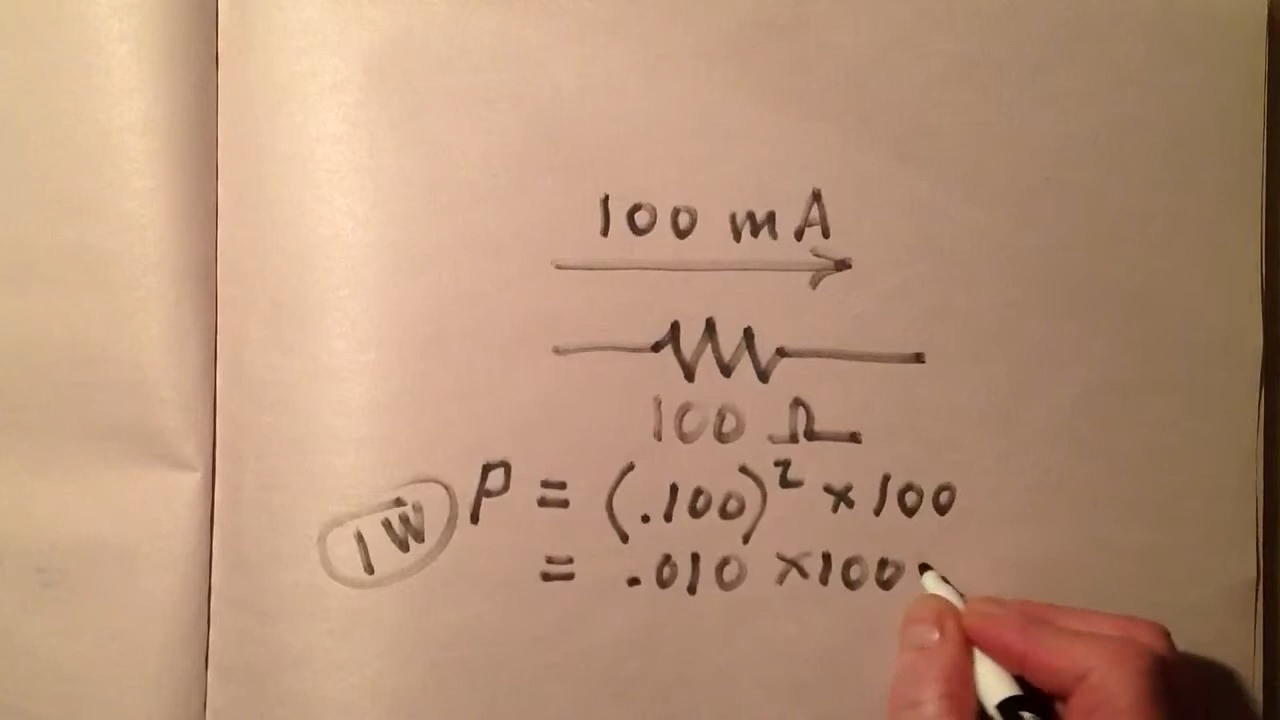 100 mA
100 Ω
1W P = (.100)² × 100
= .010 ×100